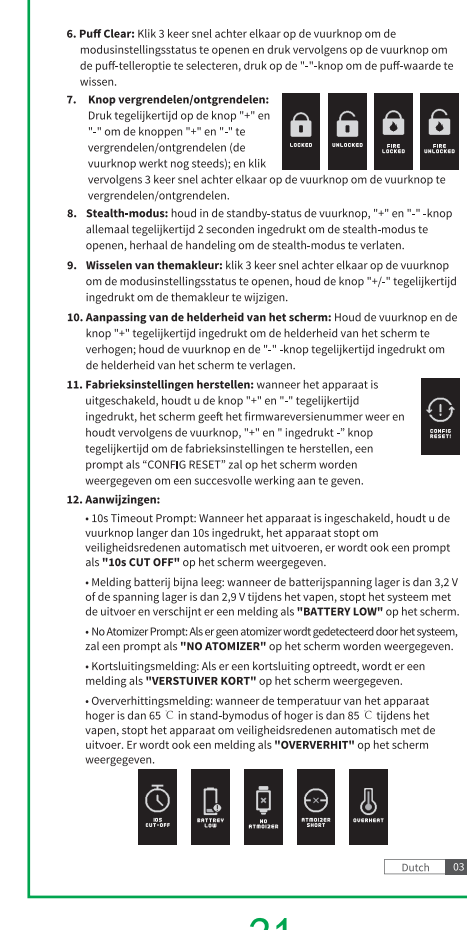 6. Puff Clear: Klik 3 keer snel achter elkaar op de vuurknop om de
modusinstellingsstatus te openen en druk vervolgens op de vuurknop om
de puff-telleroptie te selecteren, druk op de "-"-knop om de puff-waarde te
wissen.
7. Knop vergrendelen/ontgrendelen:
Druk tegelijkertijd op de knop "+" en
"-" om de knoppen "+" en "-" te
vergrendelen/ontgrendelen (de
vuurknop werkt nog steeds); en klik
vervolgens 3 keer snel achter elkaar op de vuurknop om de vuurknop te
vergrendelen/ontgrendelen.
LOCKED
UNLOCKED
FIRE
LOCKED
FIRE
UNLOCKED
8. Stealth-modus: houd in de standby-status de vuurknop, "+" en "-" -knop
allemaal tegelijkertijd 2 seconden ingedrukt om de stealth-modus te
openen, herhaal de handeling om de stealth-modus te verlaten.
9. Wisselen van themakleur: klik 3 keer snel achter elkaar op de vuurknop
om de modusinstellingsstatus te openen, houd de knop "+/-" tegelijkertijd
ingedrukt om de themakleur te wijzigen.
10. Aanpassing van de helderheid van het scherm: Houd de vuurknop en de
knop "+" tegelijkertijd ingedrukt om de helderheid van het scherm te
verhogen; houd de vuurknop en de "-" -knop tegelijkertijd ingedrukt om
de helderheid van het scherm te verlagen.
11. Fabrieksinstellingen herstellen: wanneer het apparaat is
uitgeschakeld, houdt u de knop "+" en "-" tegelijkertijd
ingedrukt, het scherm geeft het firmwareversienummer weer en
houdt vervolgens de vuurknop, "+" en " ingedrukt -" knop
tegelijkertijd om de fabrieksinstellingen te herstellen, een
prompt als “CONFIG RESET” zal op het scherm worden
weergegeven om een succesvolle werking aan te geven.
CONFIG
RESET!
12. Aanwijzingen:
• 10s Timeout Prompt: Wanneer het apparaat is ingeschakeld, houdt u de
vuurknop langer dan 10s ingedrukt, het apparaat stopt om
veiligheidsredenen automatisch met uitvoeren, er wordt ook een prompt
als "10s CUT OFF" op het scherm weergegeven.
• Melding batterij bijna leeg: wanneer de batterijspanning lager is dan 3,2 V
of de spanning lager is dan 2,9 V tijdens het vapen, stopt het systeem met
de uitvoer en verschijnt er een melding als "BATTERY LOW" op het scherm.
• No Atomizer Prompt: Als er geen atomizer wordt gedetecteerd door het systeem,
zal een prompt als "NO ATOMIZER" op het scherm worden weergegeven.
• Kortsluitingsmelding: Als er een kortsluiting optreedt, wordt er een
melding als "VERSTUIVER KORT" op het scherm weergegeven.
• Oververhittingsmelding: wanneer de temperatuur van het apparaat
hoger is dan 65 ℃ in stand-bymodus of hoger is dan 85 ℃ tijdens het
vapen, stopt het apparaat om veiligheidsredenen automatisch met de
uitvoer. Er wordt ook een melding als "OVERVERHIT" op het scherm
weergegeven.
10S
CUT-OFF
BATTREY
LOW
NO
ATMOIZER
ATMOIZER
SHORT
OVERHEAT
Dutch 03
21